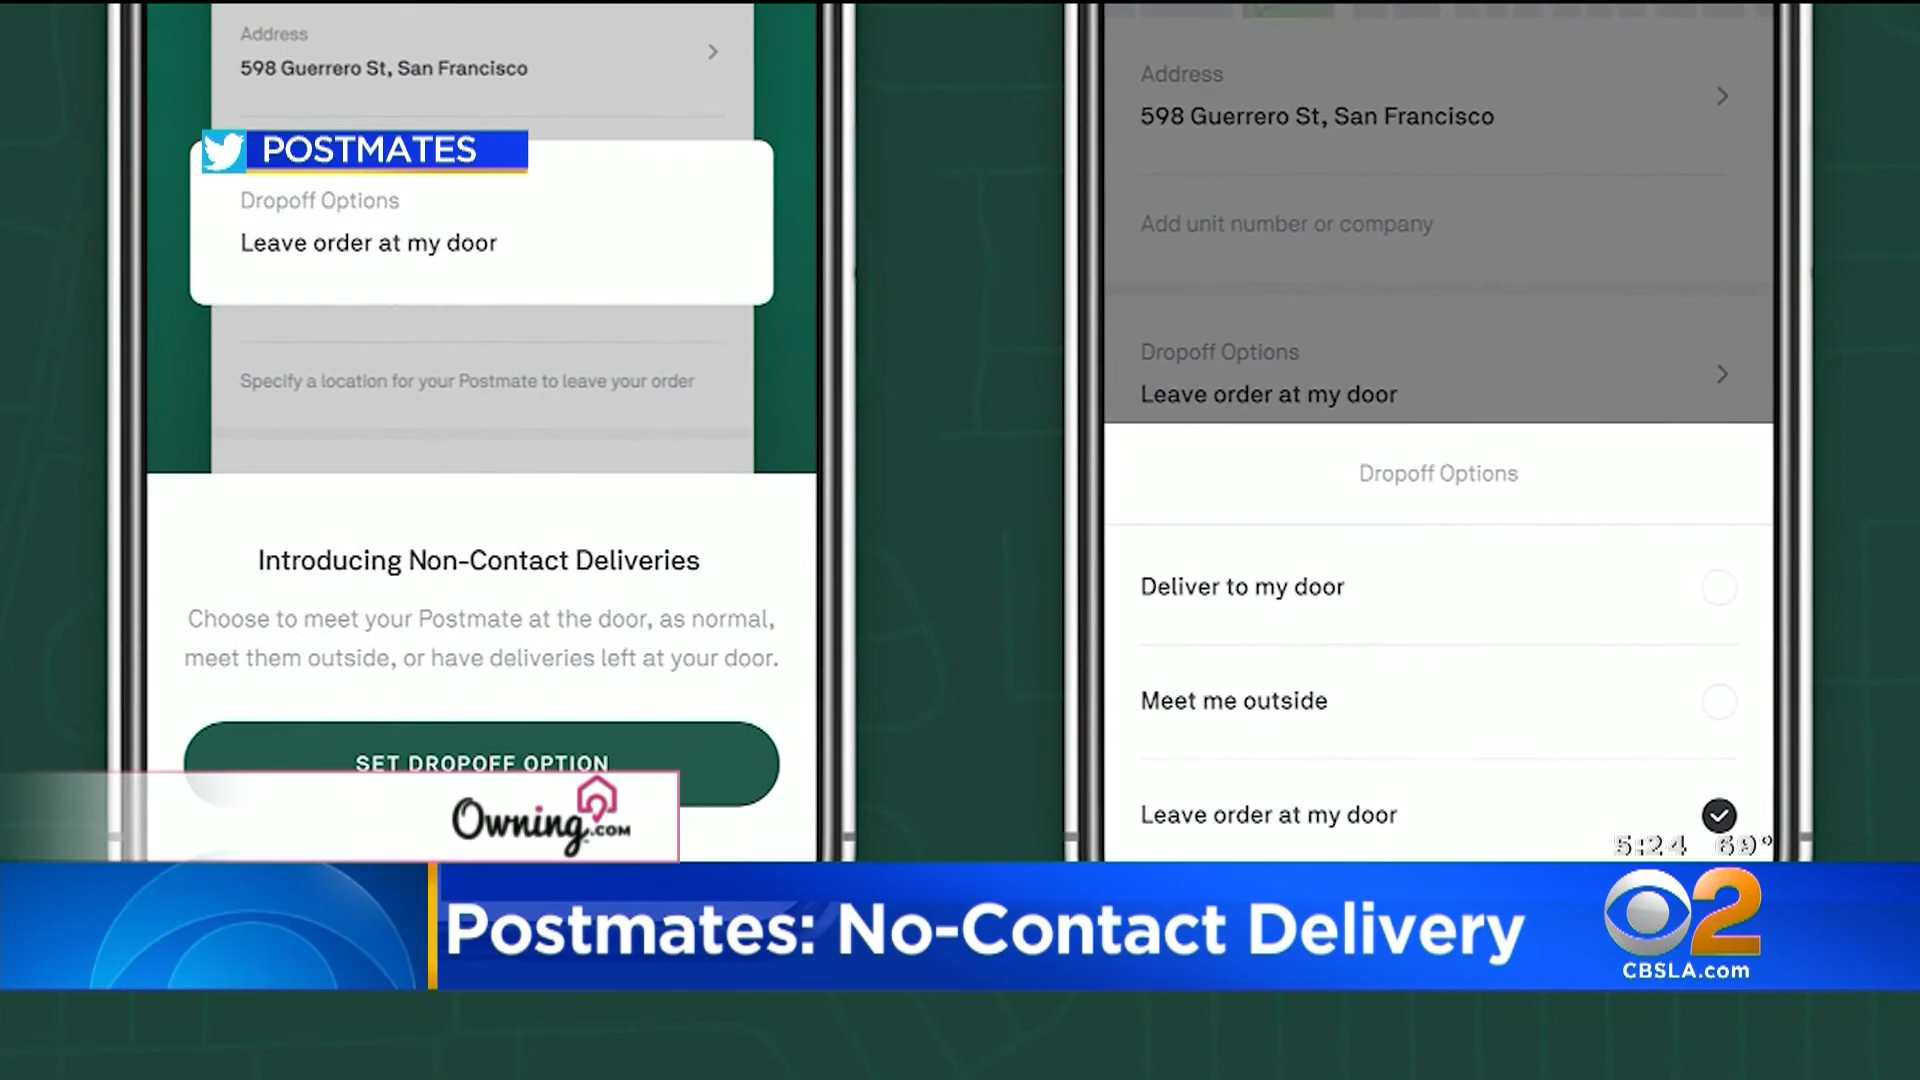 Address
598 Guerrero St, San Francisco
POSTMATES
Dropoff Options
Leave order at my door
Specify a location for your Postmate to leave your order
Introducing Non-Contact Deliveries
Choose to meet your Postmate at the door, as normal,
meet them outside, or have deliveries left at your door.
SET DROPOFF OPTION
Address
598 Guerrero St, San Francisco
Add unit number or company
Dropoff Options
Leave order at my door
Dropoff Options
Deliver to my door
Meet me outside
Leave order at my door
5:24 69°
Owning.com
Postmates: No-Contact Delivery
2
CBSLA.com